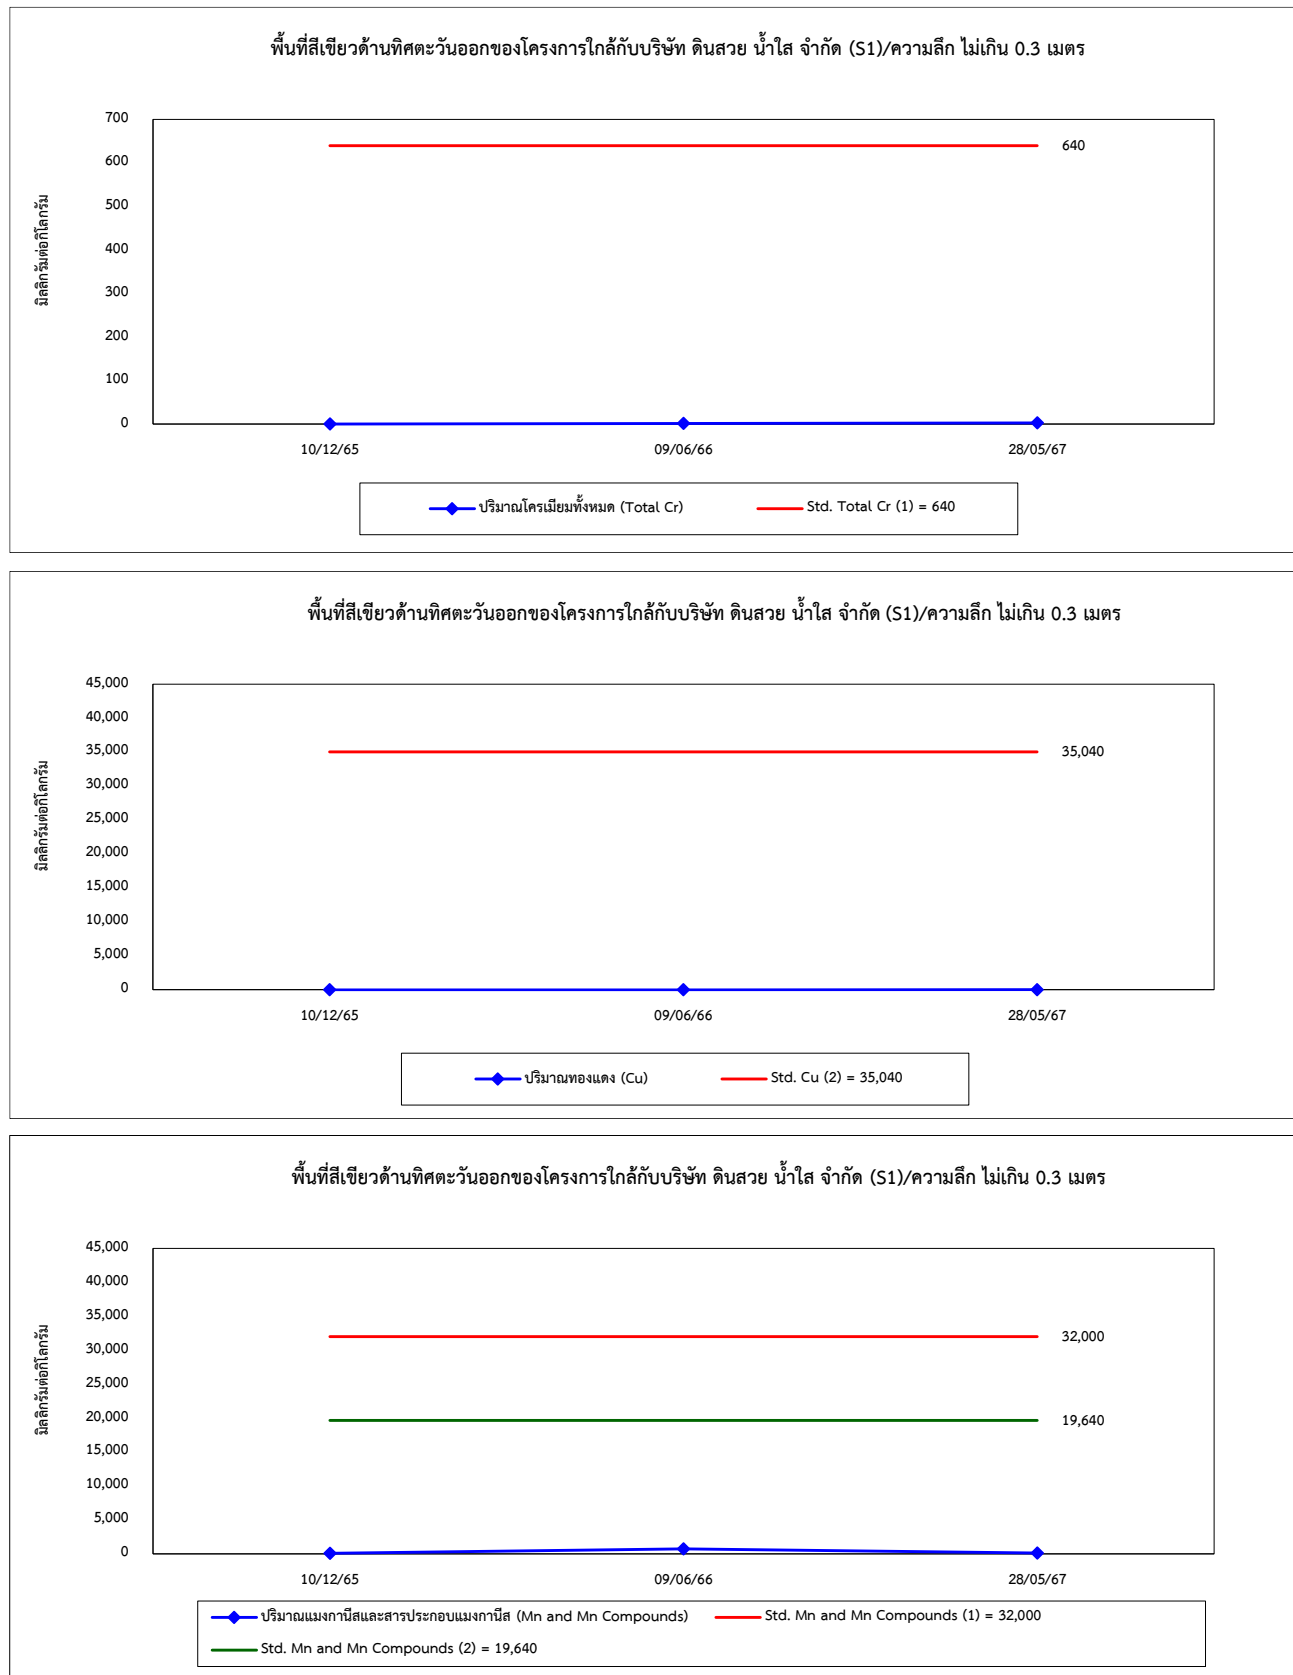 พื้นที่สีเขียวด้านทิศตะวันออกของโครงการใกล้กับบริษัท ดินสวย น้ำใส จำกัด (S1)/ความลึก ไม่เกิน 0.3 เมตร
มิลลิกรัมต่อกิโลกรัม
700
600
500
400
300
200
100
0
640
10/12/65 09/06/66 28/05/67
ปริมาณโครเมียมทั้งหมด (Total Cr) Std. Total Cr (1) = 640
พื้นที่สีเขียวด้านทิศตะวันออกของโครงการใกล้กับบริษัท ดินสวย น้ำใส จำกัด (S1)/ความลึก ไม่เกิน 0.3 เมตร
มิลลิกรัมต่อกิโลกรัม
45,000
40,000
35,000
30,000
25,000
20,000
15,000
10,000
5,000
0
35,040
10/12/65 09/06/66 28/05/67
ปริมาณทองแดง (Cu) Std. Cu (2) = 35,040
พื้นที่สีเขียวด้านทิศตะวันออกของโครงการใกล้กับบริษัท ดินสวย น้ำใส จำกัด (S1)/ความลึก ไม่เกิน 0.3 เมตร
มิลลิกรัมต่อกิโลกรัม
45,000
40,000
35,000
30,000
25,000
20,000
15,000
10,000
5,000
0
32,000
19,640
10/12/65 09/06/66 28/05/67
ปริมาณแมงกานีสและสารประกอบแมงกานีส (Mn and Mn Compounds) Std. Mn and Mn Compounds (1) = 32,000
Std. Mn and Mn Compounds (2) = 19,640